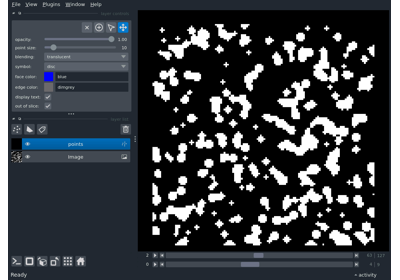 File View Plugins Window Help
opacity: 1.00
point size: 10
blending: translucent
symbol: disc
face color: blue
edge color: dimgrey
display text:
out of slice:
points
Image
2
0
Ready
activity